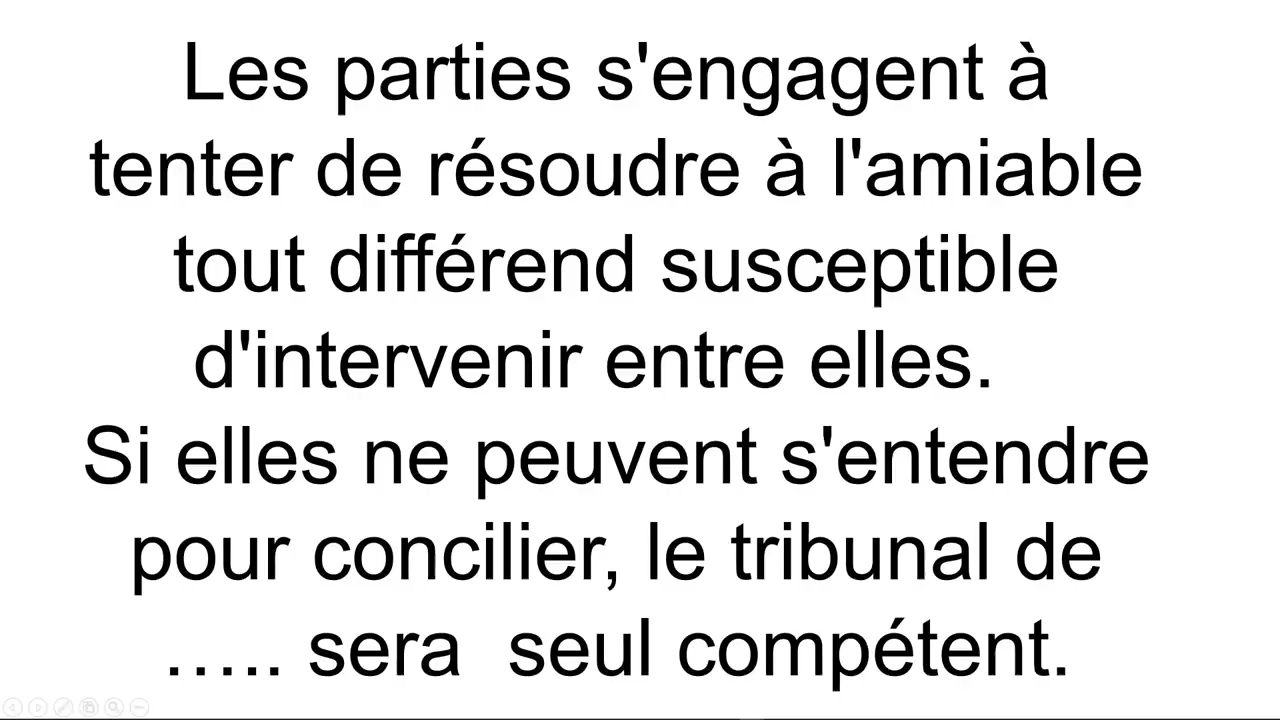 Les parties s'engagent à
tenter de résoudre à l'amiable
tout différend susceptible
d'intervenir entre elles.
Si elles ne peuvent s'entendre
pour concilier, le tribunal de
….. sera  seul compétent.